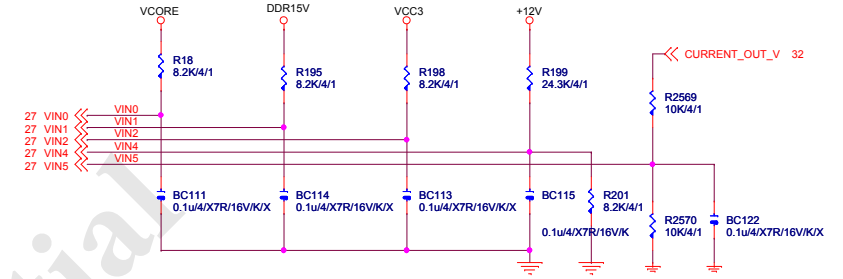 VCORE
DDR15V
VCC3
+12V
R18
8.2K/4/1
R195
8.2K/4/1
R198
8.2K/4/1
R199
24.3K/4/1
CURRENT_OUT_V 32
R2569
10K/4/1
27 VIN0
VIN0
27 VIN1
VIN1
27 VIN2
VIN2
27 VIN4
VIN4
27 VIN5
VIN5
BC111
0.1u/4/X7R/16V/K/X
BC114
0.1u/4/X7R/16V/K/X
BC113
0.1u/4/X7R/16V/K/X
BC115
0.1u/4/X7R/16V/K
R201
8.2K/4/1
R2570
10K/4/1
BC122
0.1u/4/X7R/16V/K/X
tial